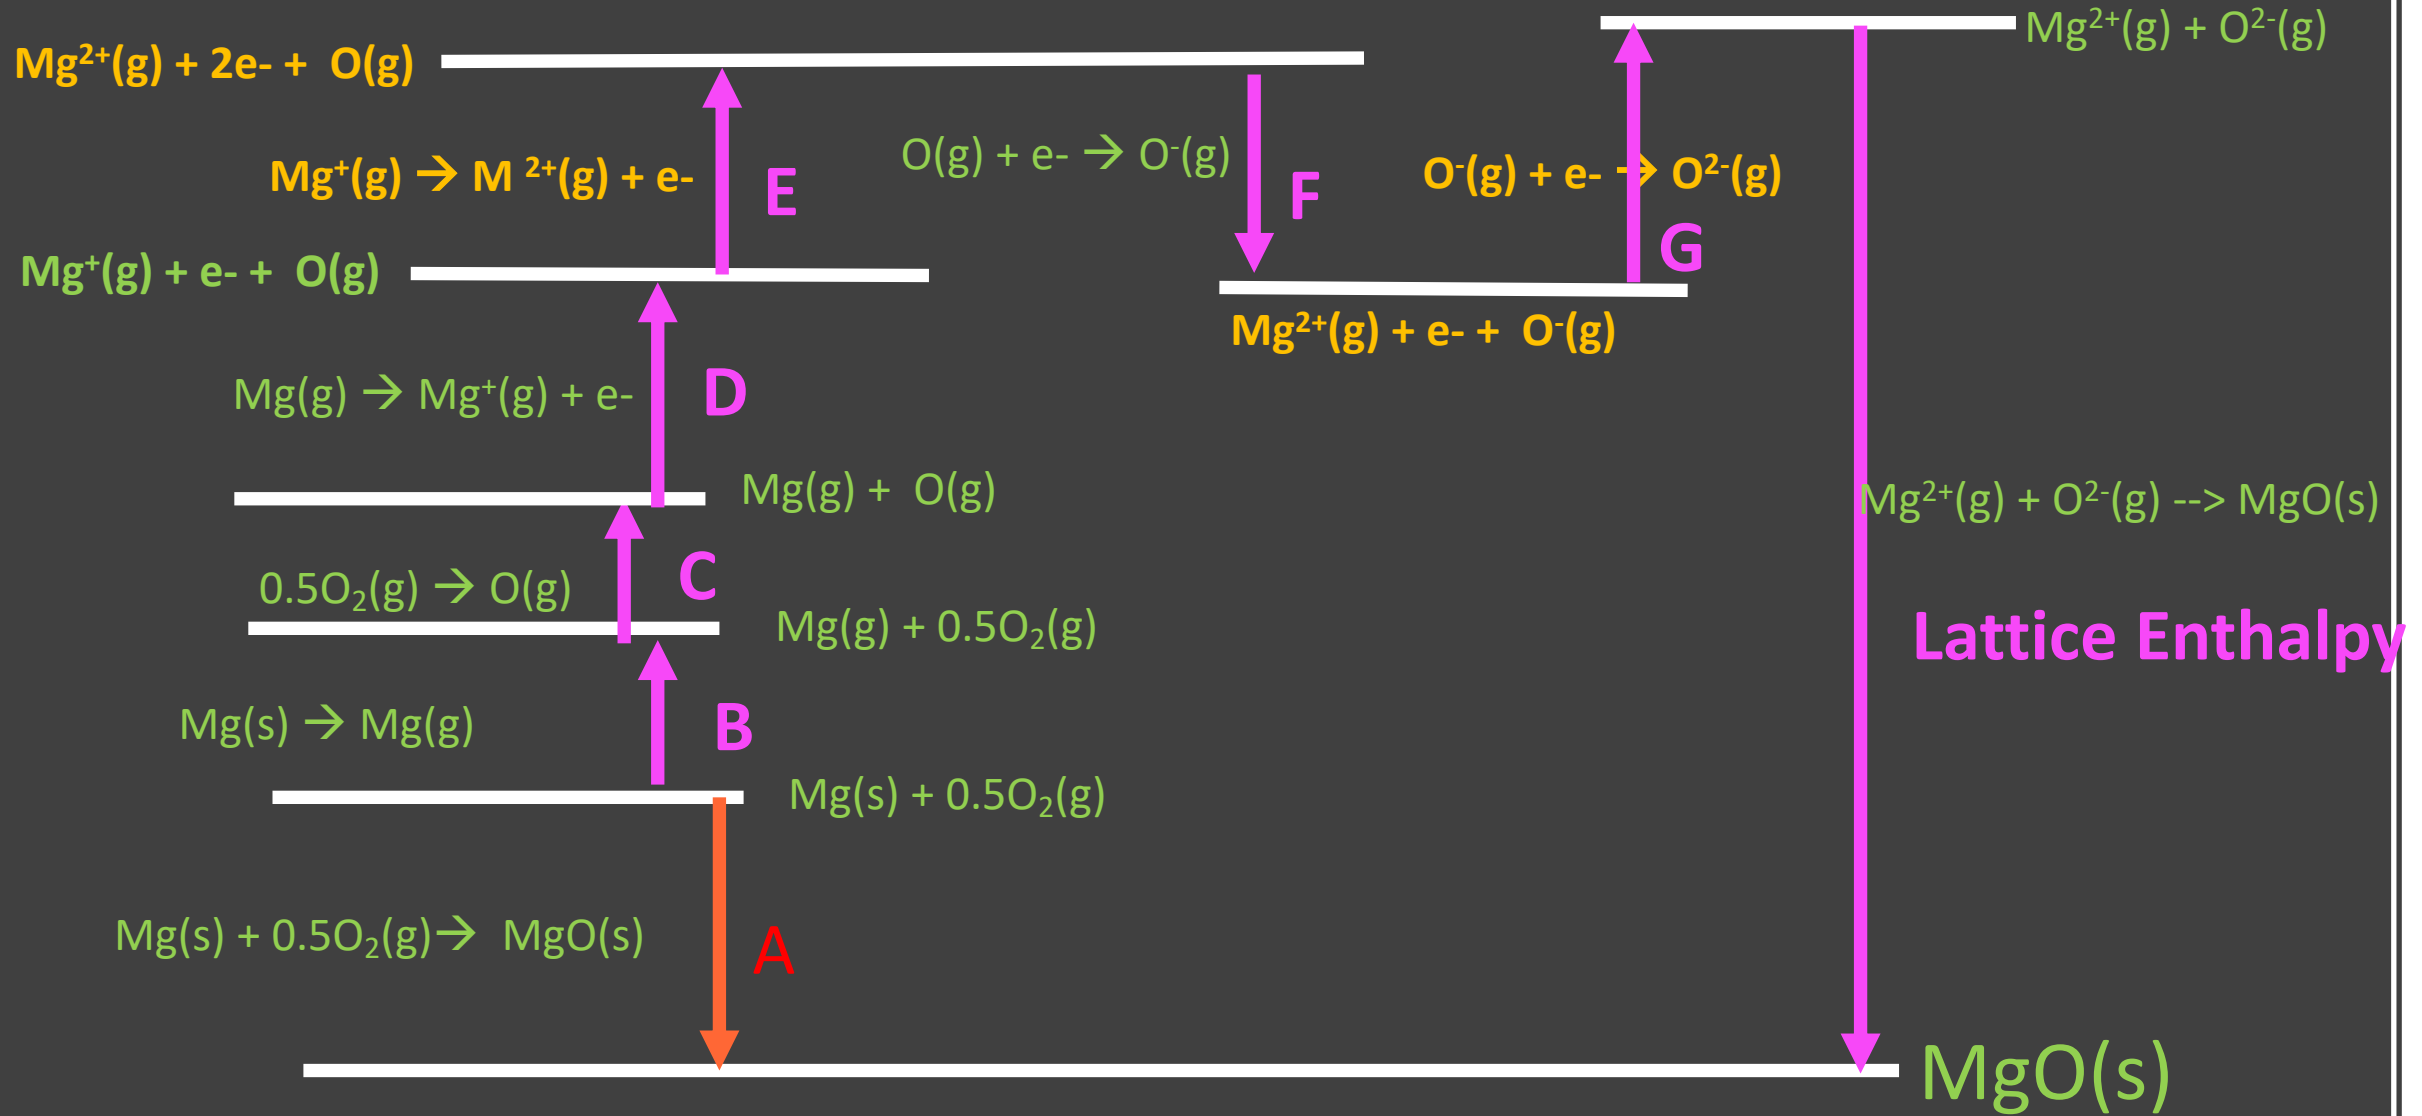 Mg²⁺(g) + O²⁻(g)
Mg²⁺(g) + 2e- + O(g)
O(g) + e- → O⁻(g)
Mg⁺(g) → M ²⁺(g) + e-
E
F
O⁻(g) + e- → O²⁻(g)
G
Mg⁺(g) + e- + O(g)
Mg²⁺(g) + e- + O⁻(g)
Mg(g) → Mg⁺(g) + e-
D
Mg(g) + O(g)
Mg²⁺(g) + O²⁻(g) --> MgO(s)
0.5O₂(g) → O(g)
C
Mg(g) + 0.5O₂(g)
Lattice Enthalpy
Mg(s) → Mg(g)
B
Mg(s) + 0.5O₂(g)
Mg(s) + 0.5O₂(g)→ MgO(s)
A
MgO(s)